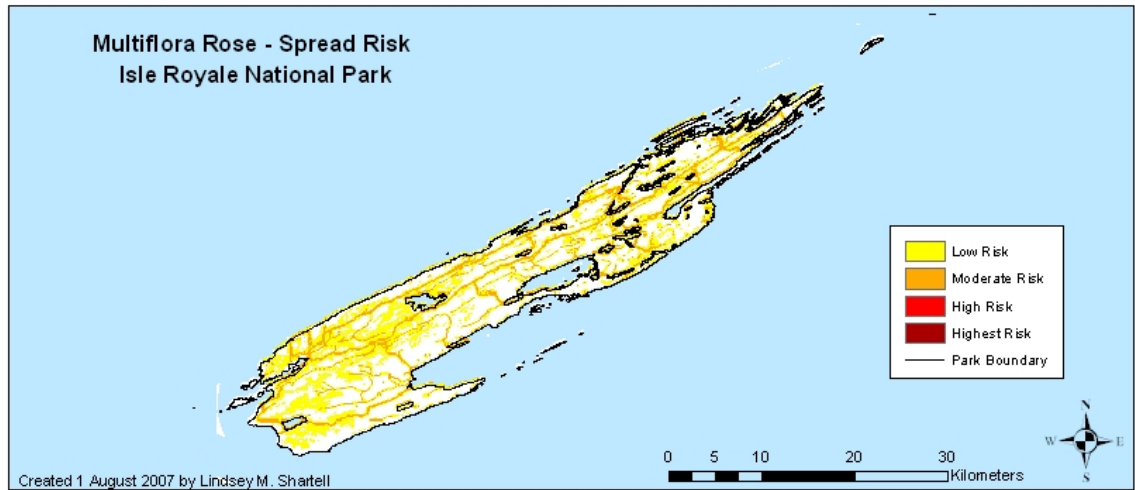 Multiflora Rose - Spread Risk
Isle Royale National Park
Low Risk
Moderate Risk
High Risk
Highest Risk
Park Boundary
N
W E
S
0 5 10 20 30
Kilometers
Created 1 August 2007 by Lindsey M. Shartell